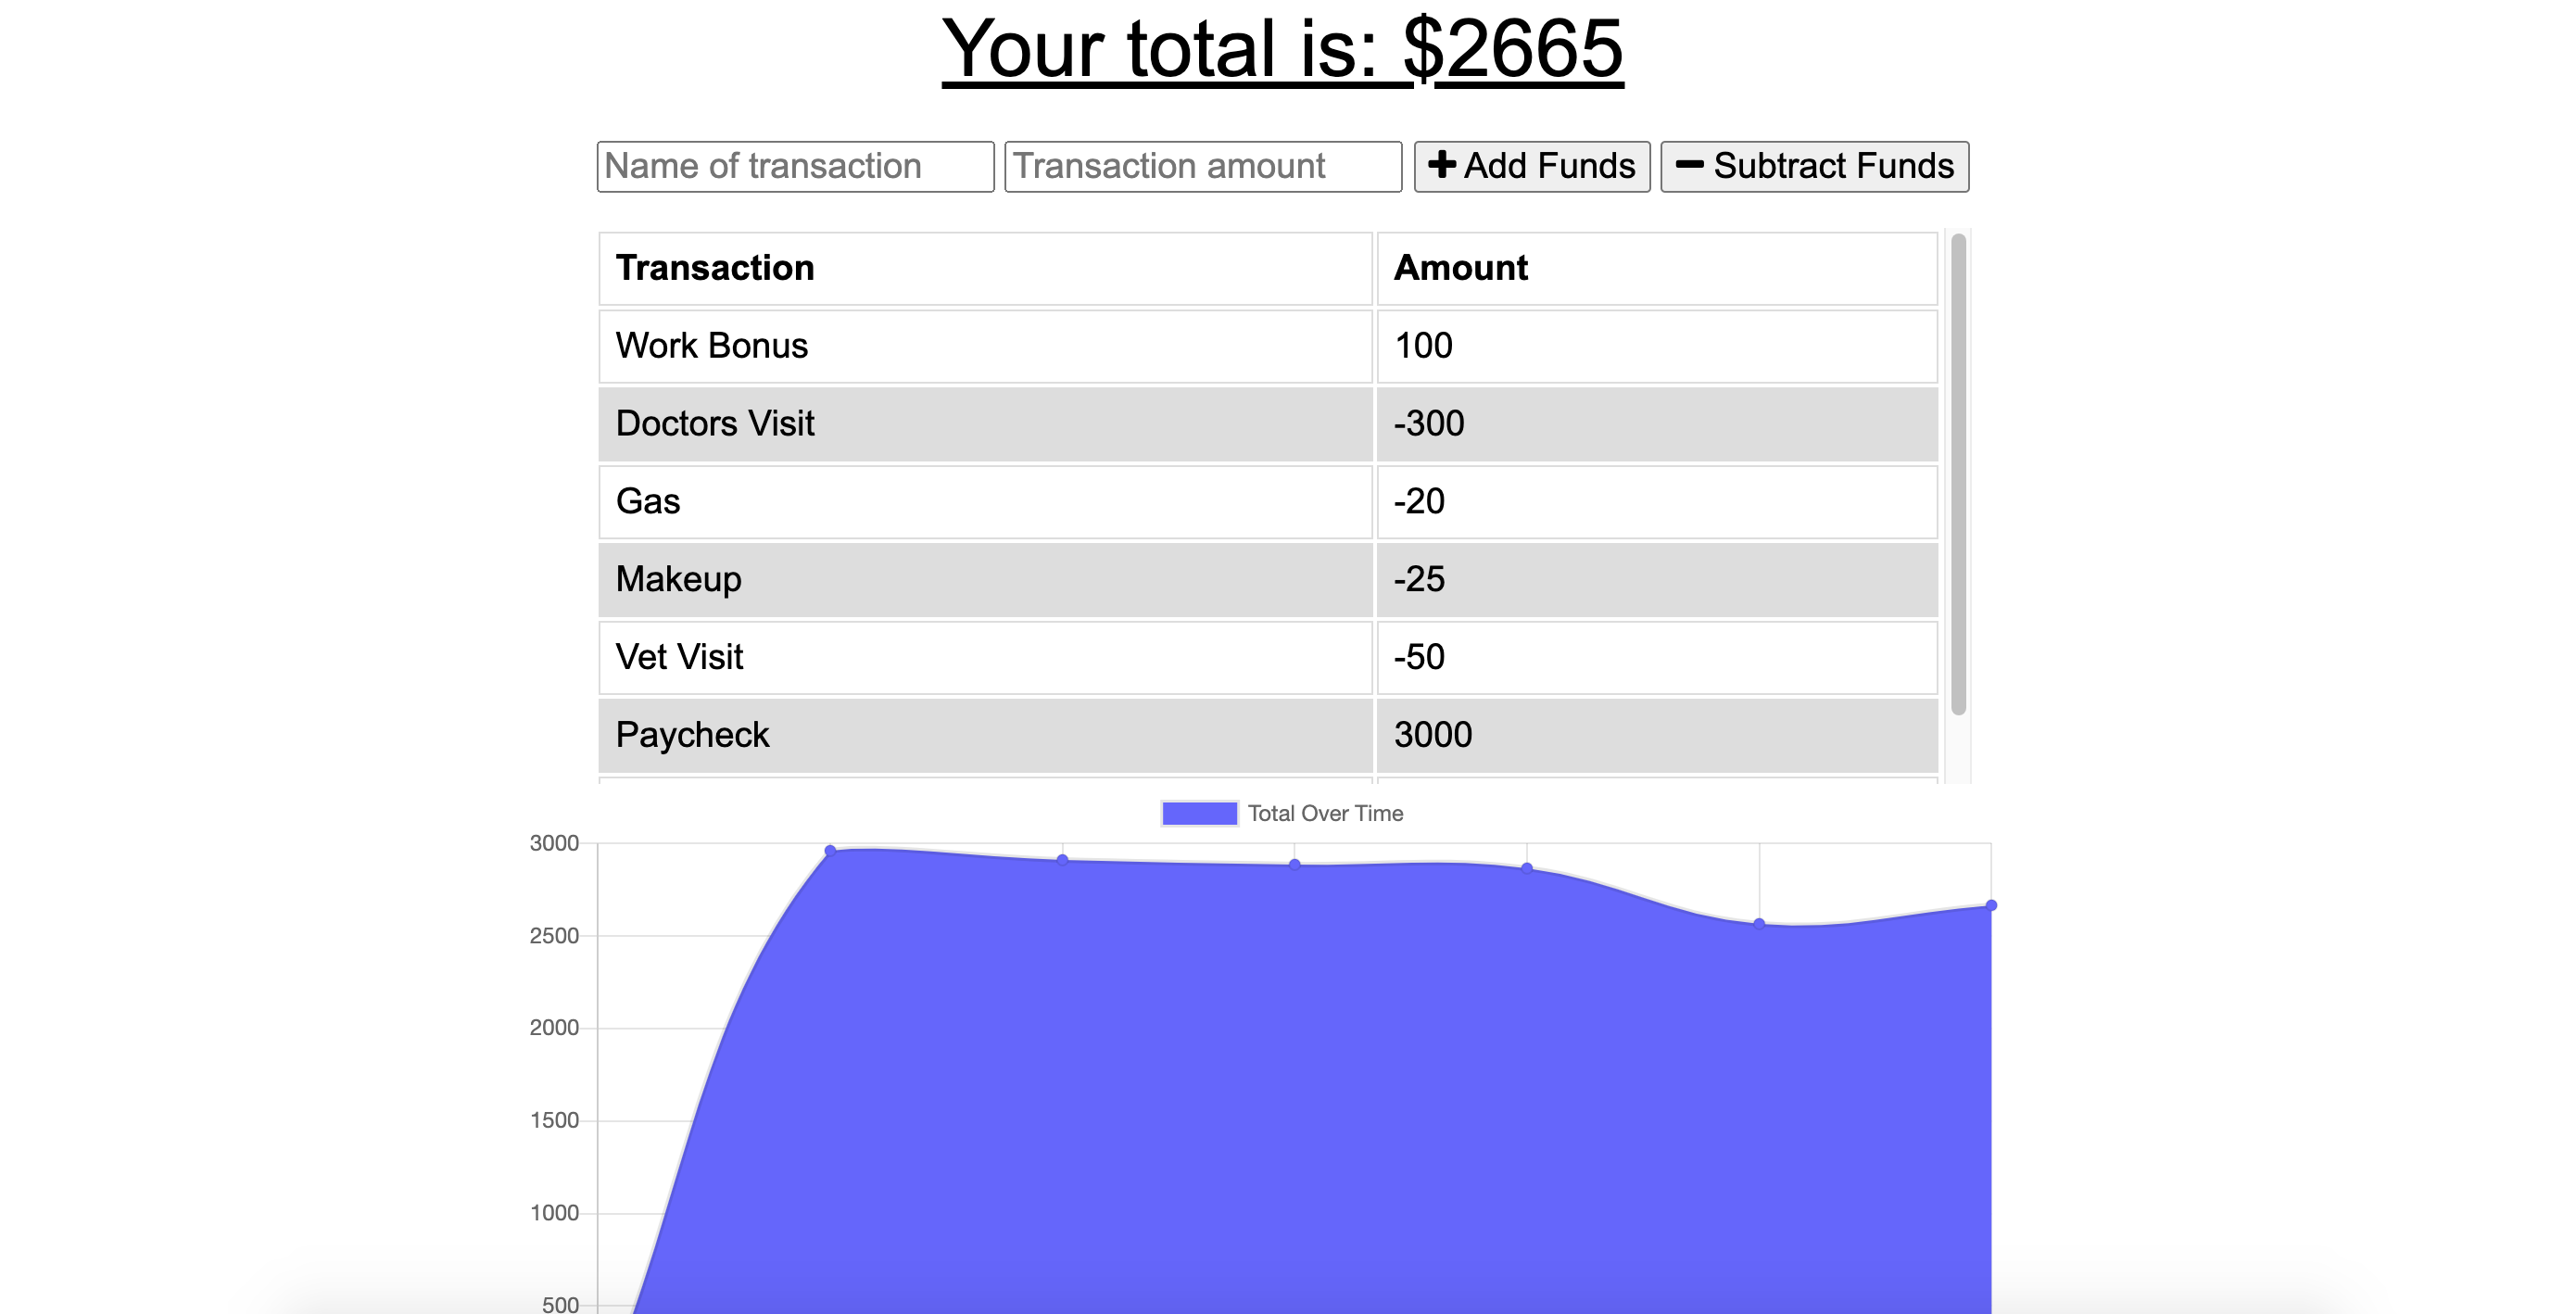 Your total is: $2665
Name of transaction Transaction amount Add Funds Subtract Funds
Transaction Amount
Work Bonus 100
Doctors Visit -300
Gas -20
Makeup -25
Vet Visit -50
Paycheck 3000
Total Over Time
3000
2500
2000
1500
1000
500